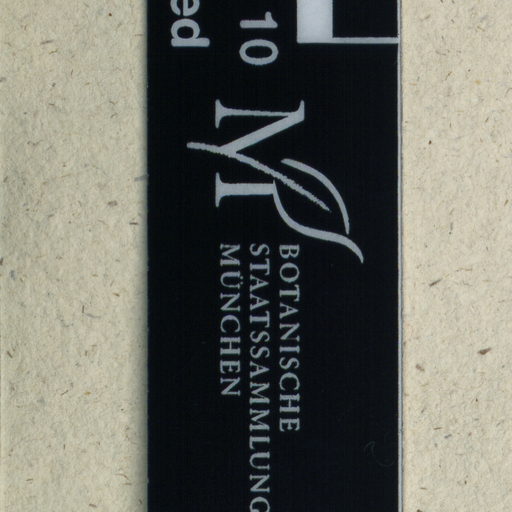 10
ed
BOTANISCHE
STAATSSAMMLUNG
MÜNCHEN